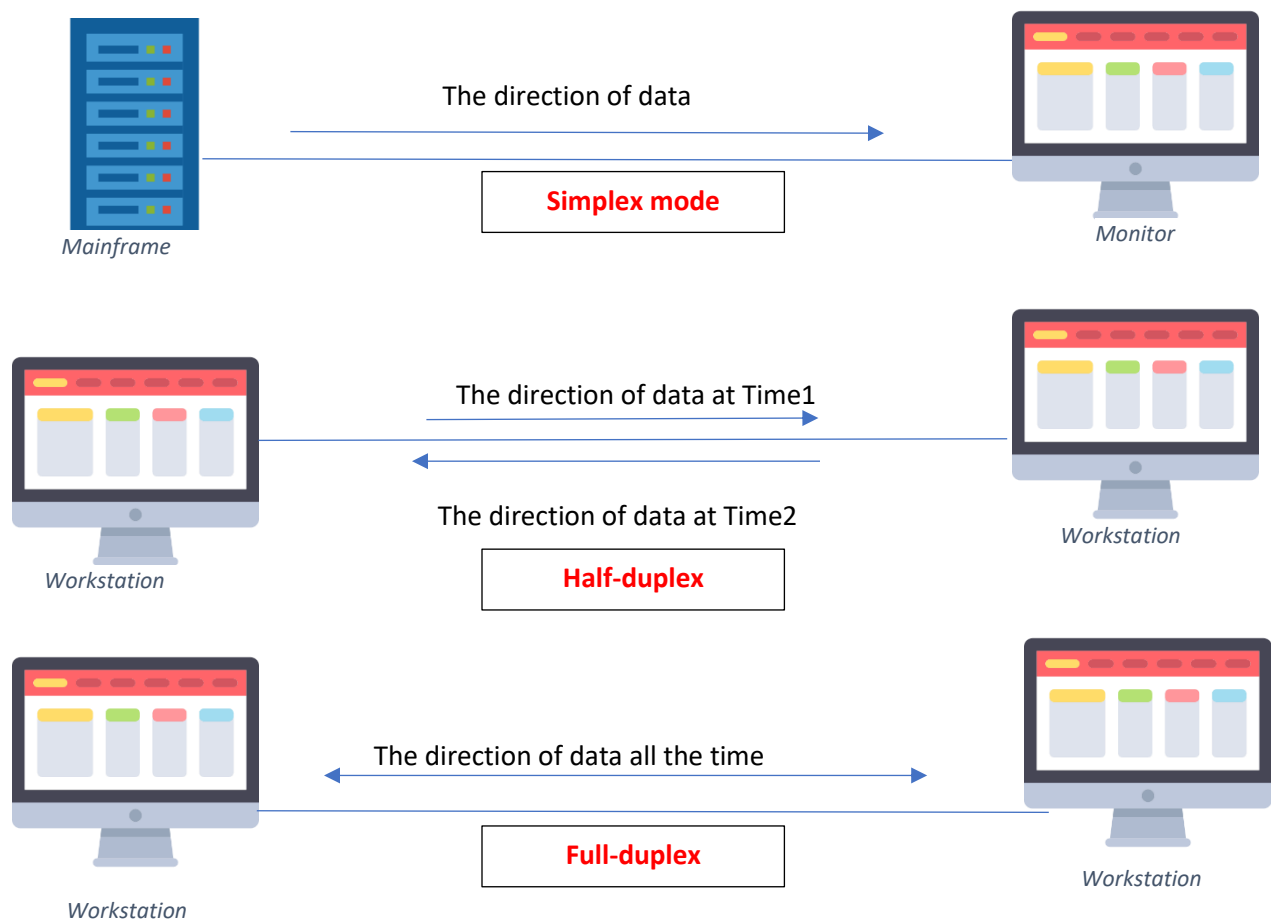 The direction of data
Simplex mode
Mainframe
Monitor
The direction of data at Time1
The direction of data at Time2
Workstation
Workstation
Half-duplex
The direction of data all the time
Full-duplex
Workstation
Workstation